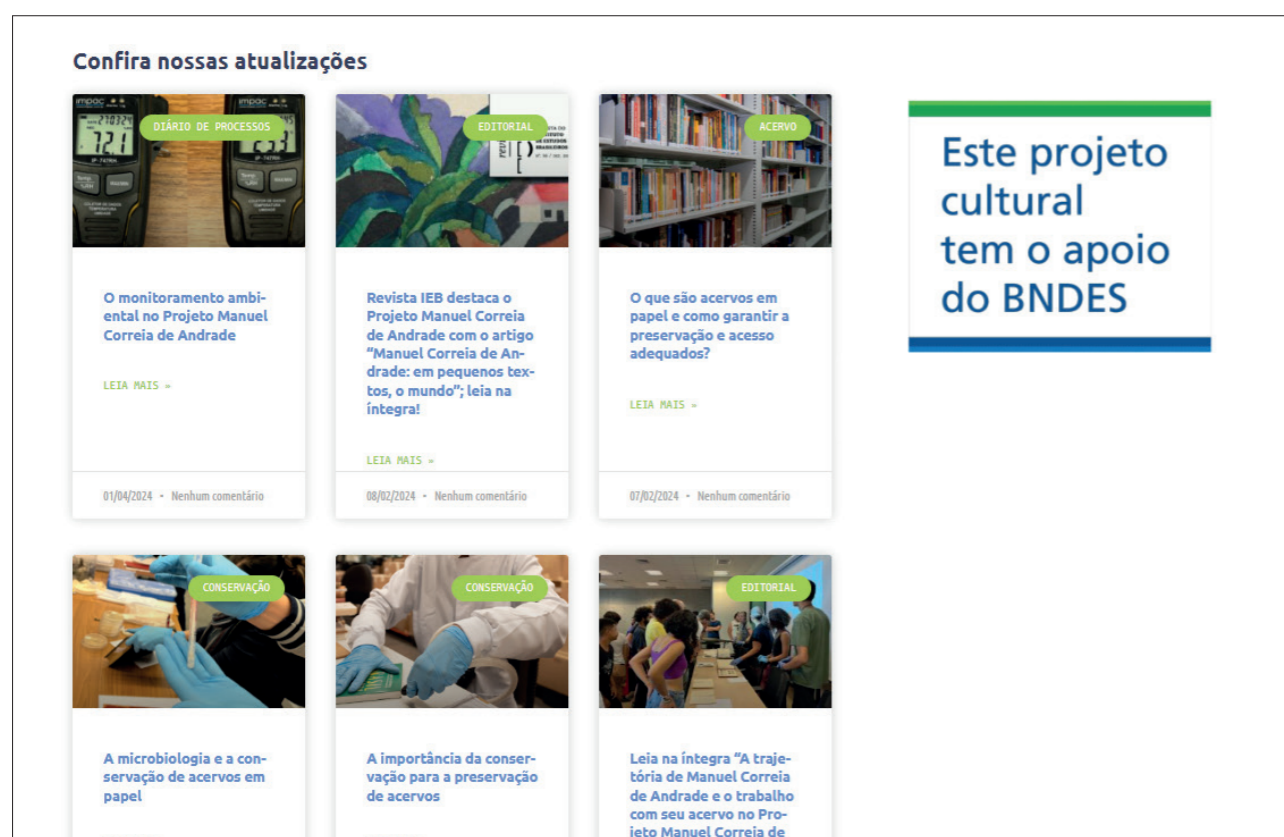 Confira nossas atualizações
impac
impac
DIÁRIO DE PROCESSOS
EDITORIAL
ACERVO
72.1
Este projeto
cultural
tem o apoio
do BNDES
O monitoramento ambi-
ental no Projeto Manuel
Correia de Andrade
LEIA MAIS »
01/04/2024 • Nenhum comentário
Revista IEB destaca o
Projeto Manuel Correia
de Andrade com o artigo
“Manuel Correia de An-
drade: em pequenos tex-
tos, o mundo”; leia na
íntegra!
LEIA MAIS »
08/02/2024 • Nenhum comentário
O que são acervos em
papel e como garantir a
preservação e acesso
adequados?
LEIA MAIS »
07/02/2024 • Nenhum comentário
CONSERVAÇÃO
CONSERVAÇÃO
EDITORIAL
A microbiologia e a con-
servação de acervos em
papel
A importância da conser-
vação para a preservação
de acervos
Leia na íntegra “A traje-
tória de Manuel Correia
de Andrade e o trabalho
com seu acervo no Pro-
jeto Manuel Correia de